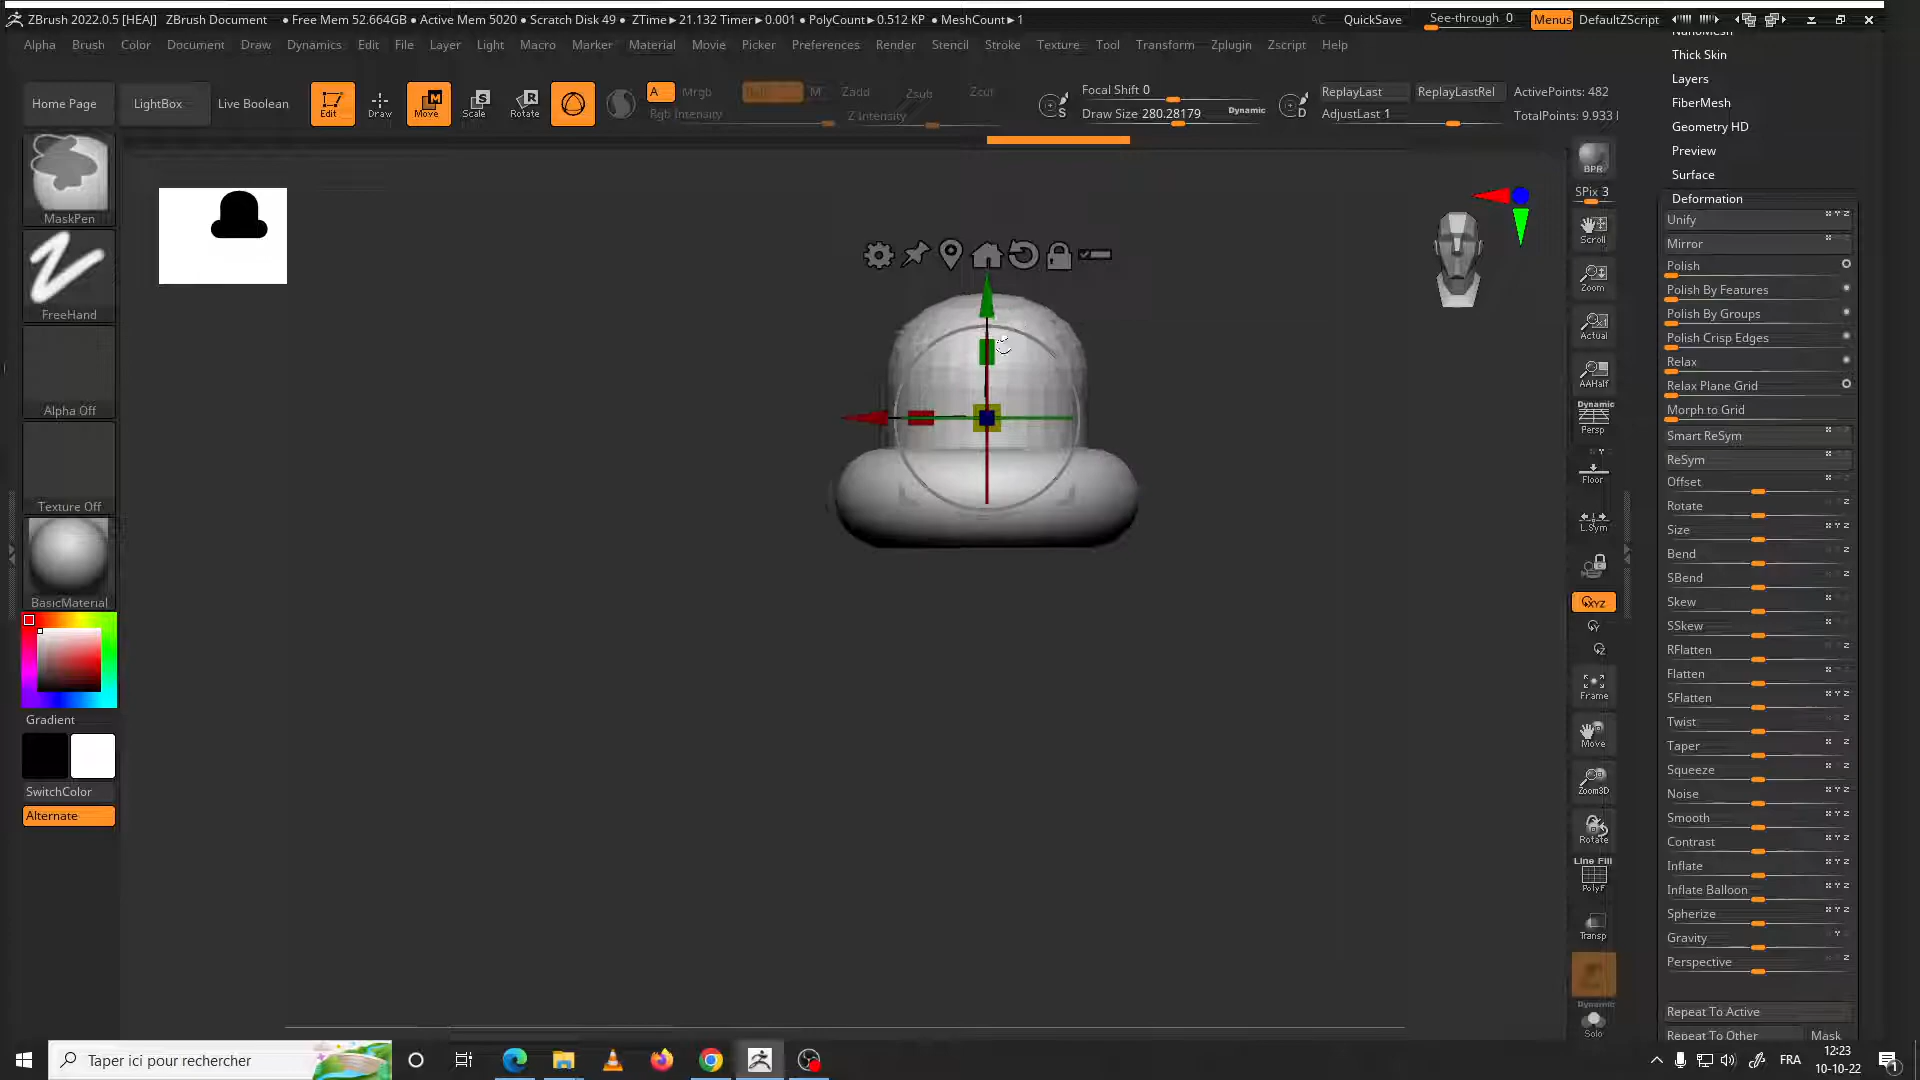 ZBrush 2022.0.5 [HEAJ] ZBrush Document • Free Mem 52.664GB • Active Mem 5020 • Scratch Disk 49 • ZTime►21.132 Timer►0.001 • PolyCount►0.512 KP • MeshCount►1 AC QuickSave See-through 0 Menus DefaultZScript
Alpha Brush Color Document Draw Dynamics Edit File Layer Light Macro Marker Material Movie Picker Preferences Render Stencil Stroke Texture Tool Transform Zplugin Zscript Help
Home Page LightBox Live Boolean Edit Draw Move Scale Rotate A Mrgb M Zadd Zsub Zcut
Rgb Intensity Z Intensity
Focal Shift 0
Draw Size 280.28179 Dynamic
ReplayLast ReplayLastRel
AdjustLast 1
ActivePoints: 482
TotalPoints: 9.933
MaskPen
FreeHand
Alpha Off
Texture Off
BasicMaterial
Gradient
SwitchColor
Alternate
BPR
SPix 3
Scroll
Zoom
Actual
AAHalf
Dynamic
Persp
Floor
L.Sym
XYZ
Y
Z
Frame
Move
Zoom3D
Rotate
Line Fill
PolyF
Transp
Dynamic
Solo
NanoMesh
Thick Skin
Layers
FiberMesh
Geometry HD
Preview
Surface
Deformation
Unify
Mirror
Polish
Polish By Features
Polish By Groups
Polish Crisp Edges
Relax
Relax Plane Grid
Morph to Grid
Smart ReSym
ReSym
Offset
Rotate
Size
Bend
SBend
Skew
SSkew
RFlatten
Flatten
SFlatten
Twist
Taper
Squeeze
Noise
Smooth
Contrast
Inflate
Inflate Balloon
Spherize
Gravity
Perspective
Repeat To Active
Repeat To Other Mask
Taper ici pour rechercher
FRA
12:23
10-10-22
1